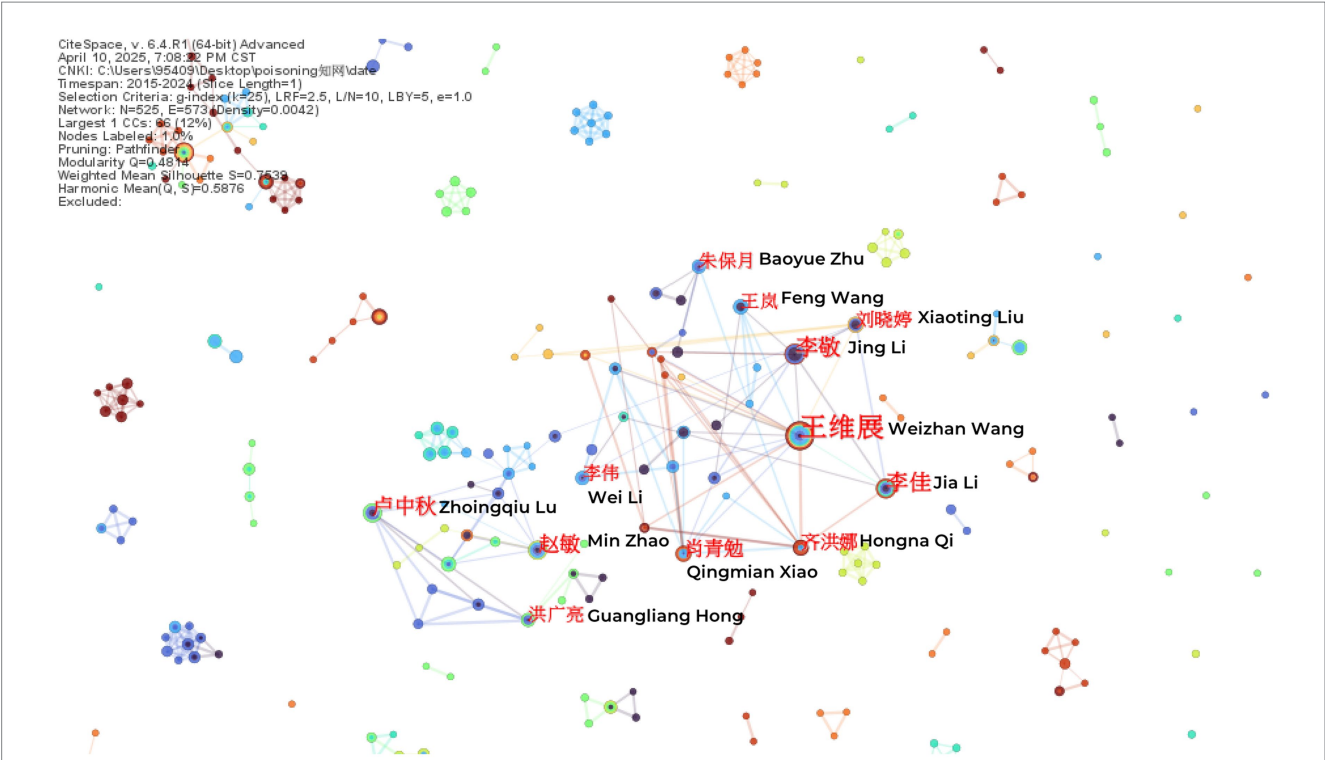 CiteSpace, v. 6.4.R1 (64-bit) Advanced
April 10, 2025, 7:08:22 PM CST
CNKI: C:\Users\95409\Desktop\poisoning知网\date
Timespan: 2015-2024 (Slice Length=1)
Selection Criteria: g-index (k=25), LRF=2.5, L/N=10, LBY=5, e=1.0
Network: N=525, E=573 (Density=0.0042)
Largest 1 CCs: 66 (12%)
Nodes Labeled: 1.0%
Pruning: Pathfinder
Modularity Q=0.4814
Weighted Mean Silhouette S=0.7539
Harmonic Mean(Q, S)=0.5876
Excluded:
朱保月 Baoyue Zhu
王岚 Feng Wang
刘晓婷 Xiaoting Liu
李敬 Jing Li
王维展 Weizhan Wang
李伟
Wei Li
李佳 Jia Li
卢中秋 Zhoingqiu Lu
赵敏 Min Zhao
肖青勉
Qingmian Xiao
齐洪娜 Hongna Qi
洪广亮 Guangliang Hong